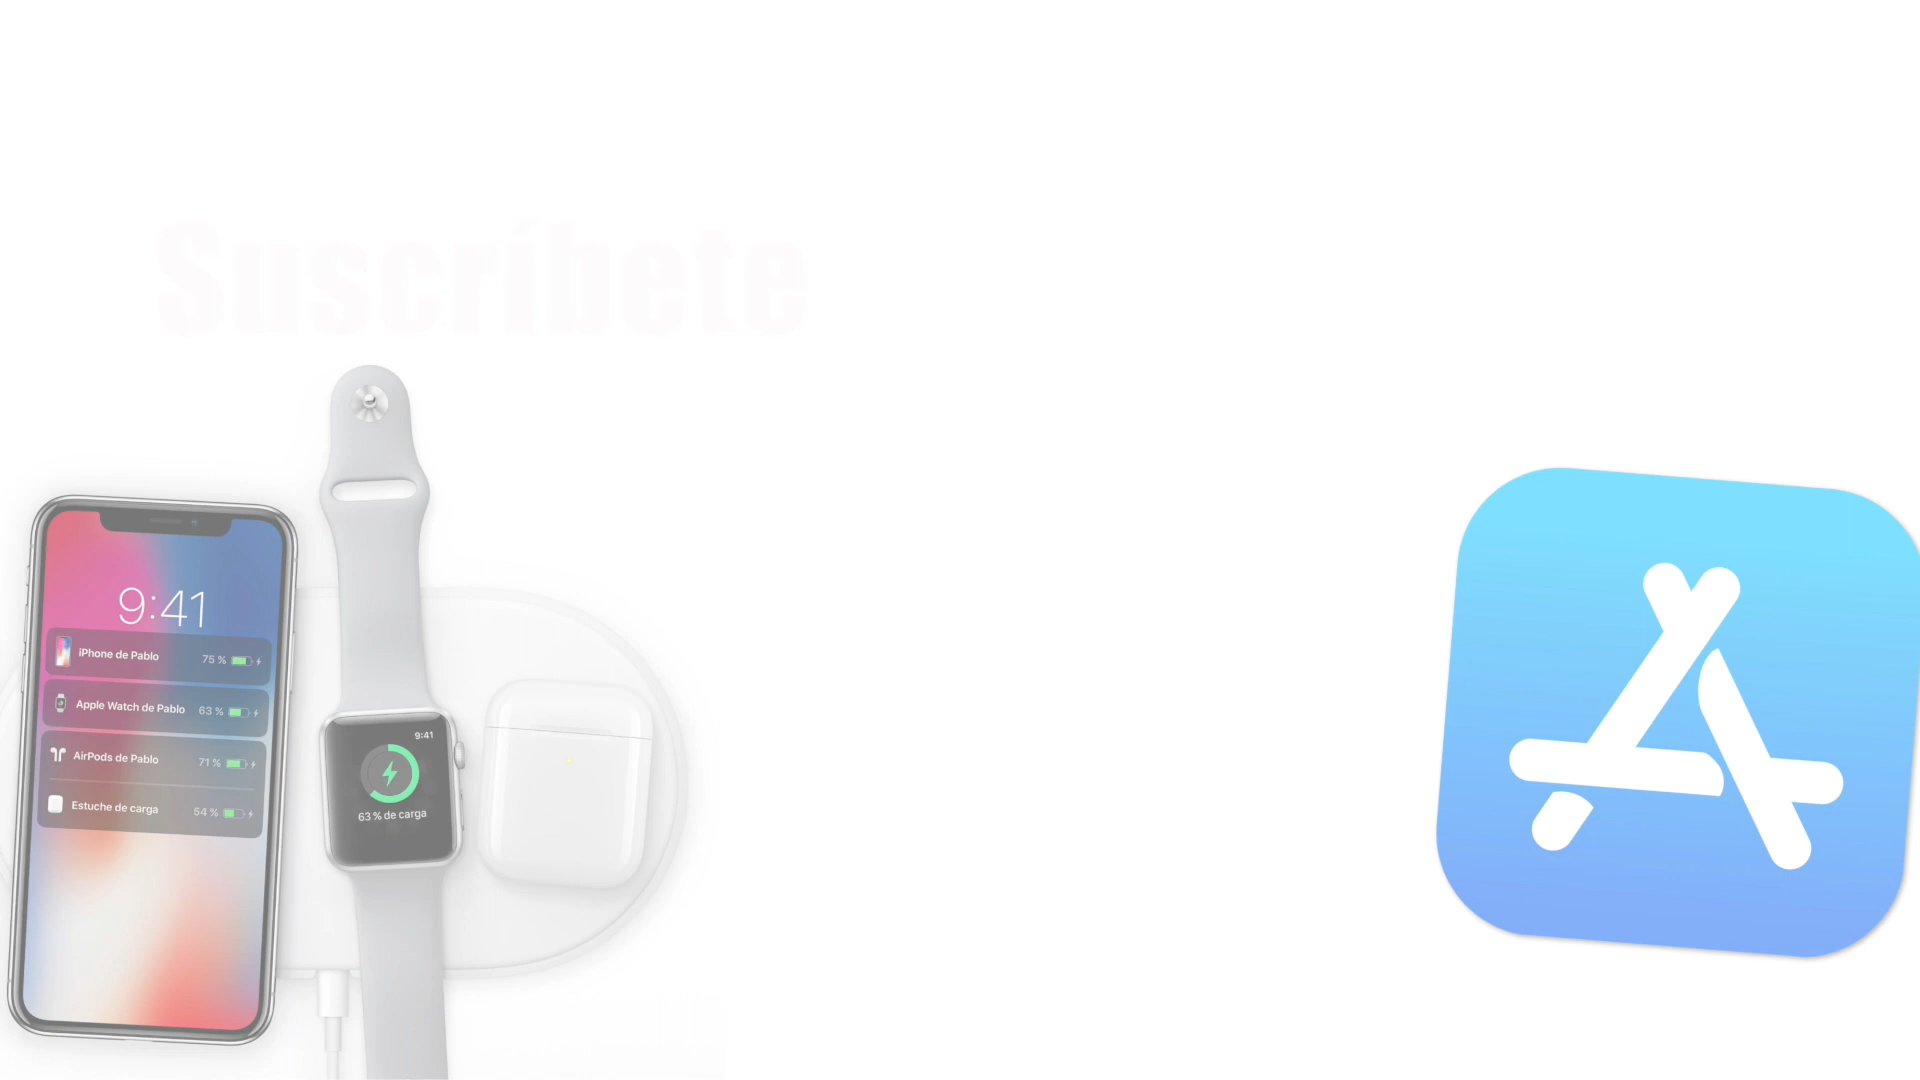 Suscríbete
9:41
iPhone de Pablo 75 %
Apple Watch de Pablo 63 %
AirPods de Pablo 71 %
Estuche de carga 54 %
9:41
63 % de carga